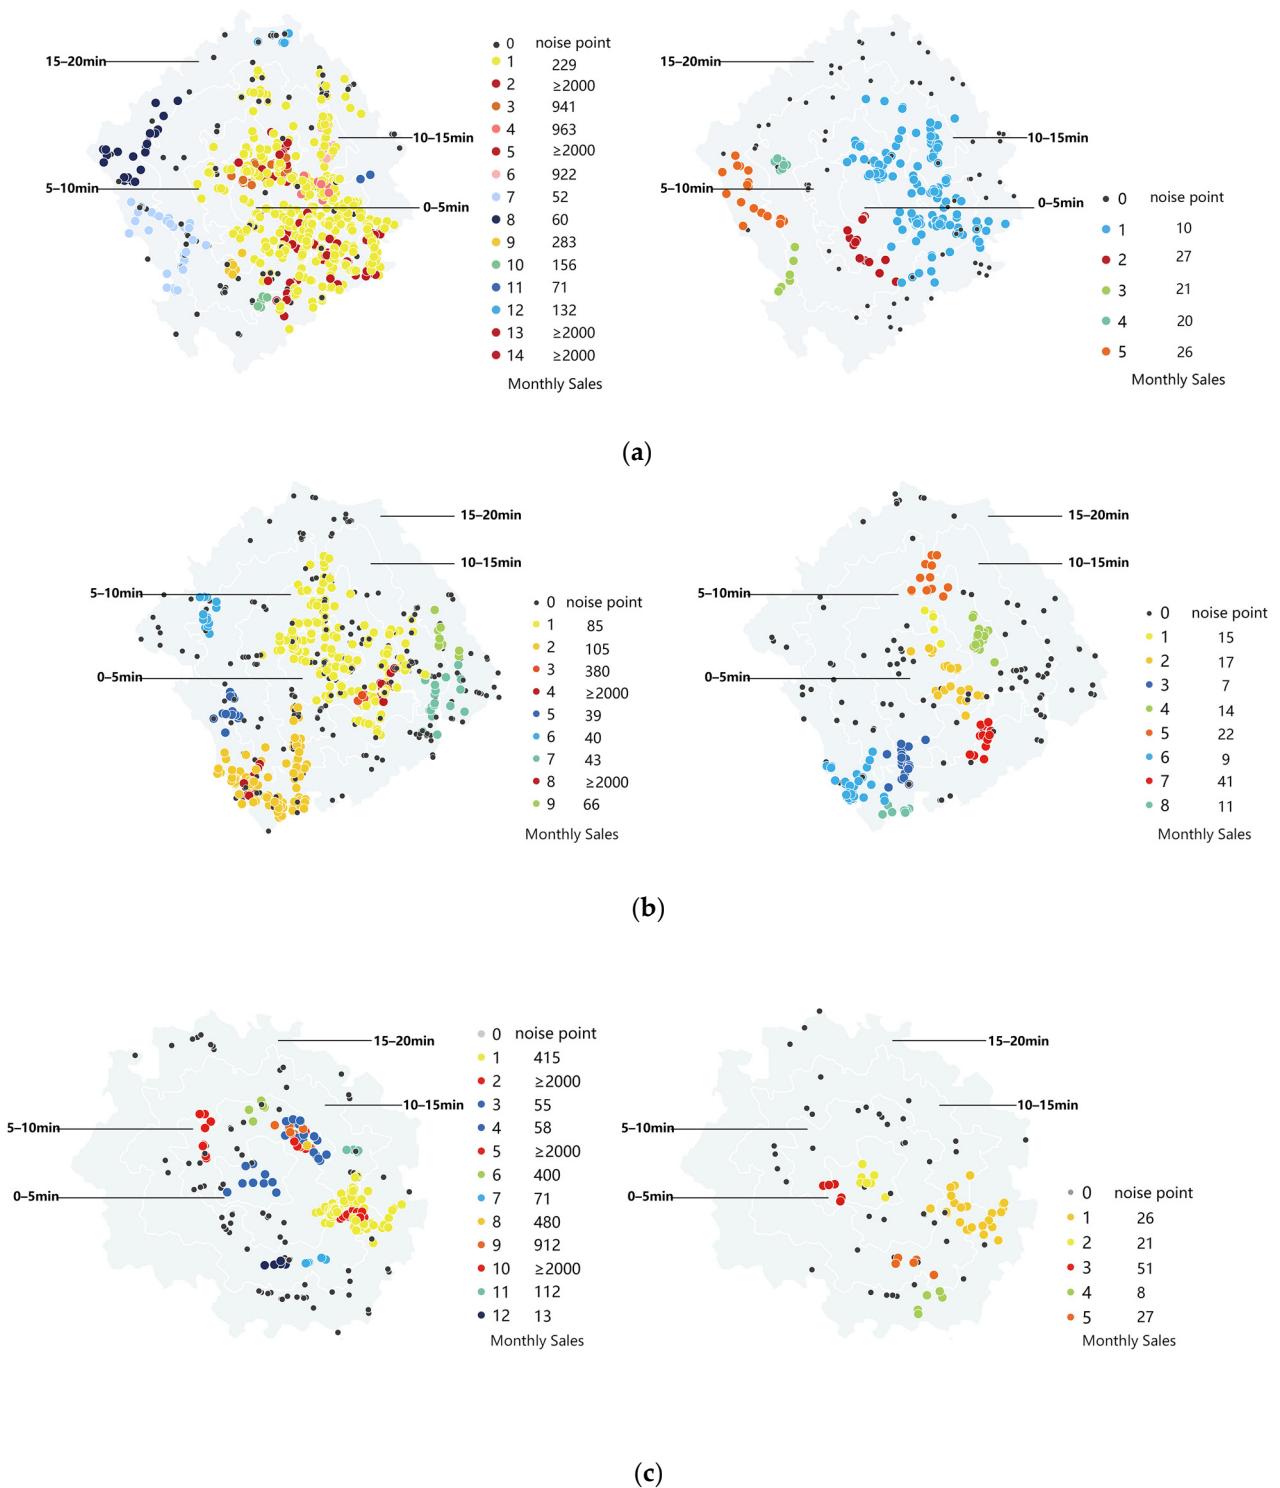 15–20min
10–15min
5–10min
0–5min
0 noise point
1 229
2 ≥2000
3 941
4 963
5 ≥2000
6 922
7 52
8 60
9 283
10 156
11 71
12 132
13 ≥2000
14 ≥2000
Monthly Sales
15–20min
10–15min
5–10min
0–5min
0 noise point
1 10
2 27
3 21
4 20
5 26
Monthly Sales
(a)
15–20min
10–15min
5–10min
0–5min
0 noise point
1 85
2 105
3 380
4 ≥2000
5 39
6 40
7 43
8 ≥2000
9 66
Monthly Sales
15–20min
10–15min
5–10min
0–5min
0 noise point
1 15
2 17
3 7
4 14
5 22
6 9
7 41
8 11
Monthly Sales
(b)
15–20min
10–15min
5–10min
0–5min
0 noise point
1 415
2 ≥2000
3 55
4 58
5 ≥2000
6 400
7 71
8 480
9 912
10 ≥2000
11 112
12 13
Monthly Sales
15–20min
10–15min
5–10min
0–5min
0 noise point
1 26
2 21
3 51
4 8
5 27
Monthly Sales
(c)